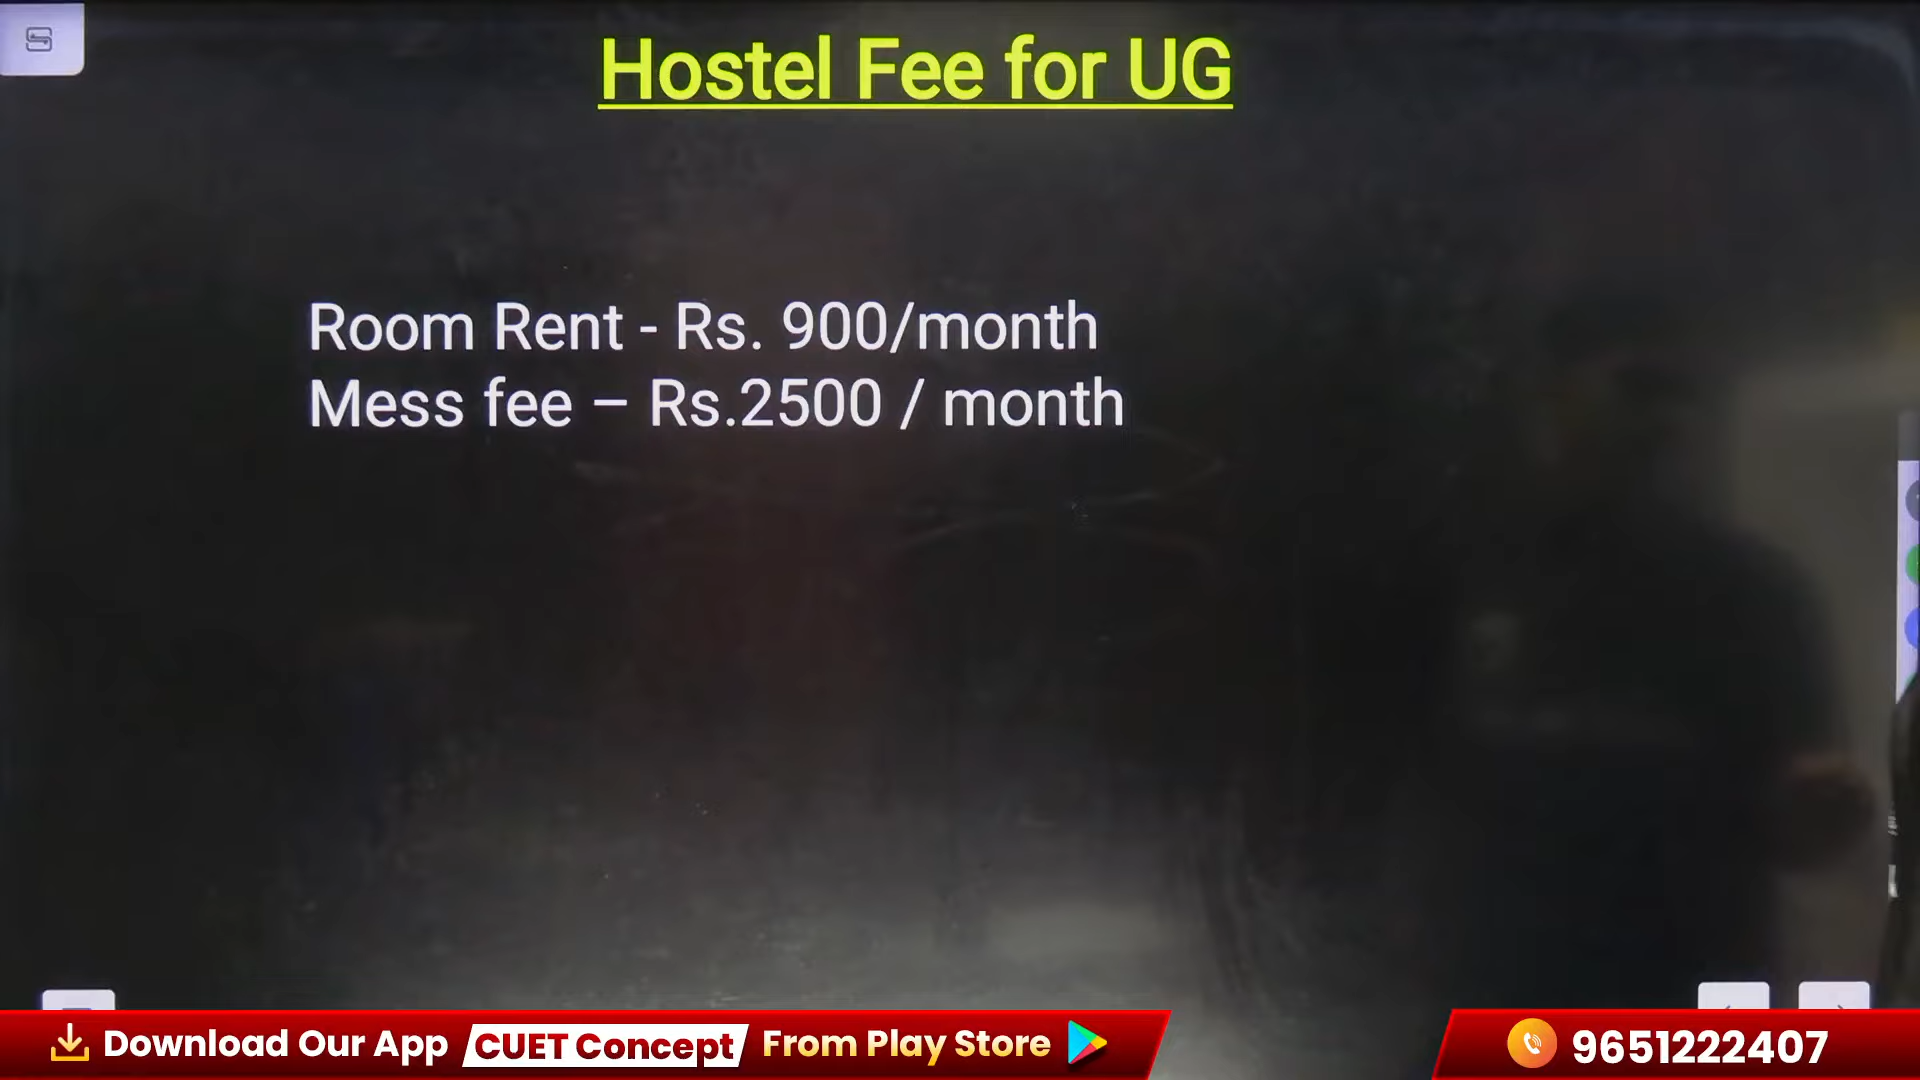 Hostel Fee for UG
Room Rent - Rs. 900/month
Mess fee – Rs.2500 / month
Download Our App CUET Concept From Play Store
9651222407